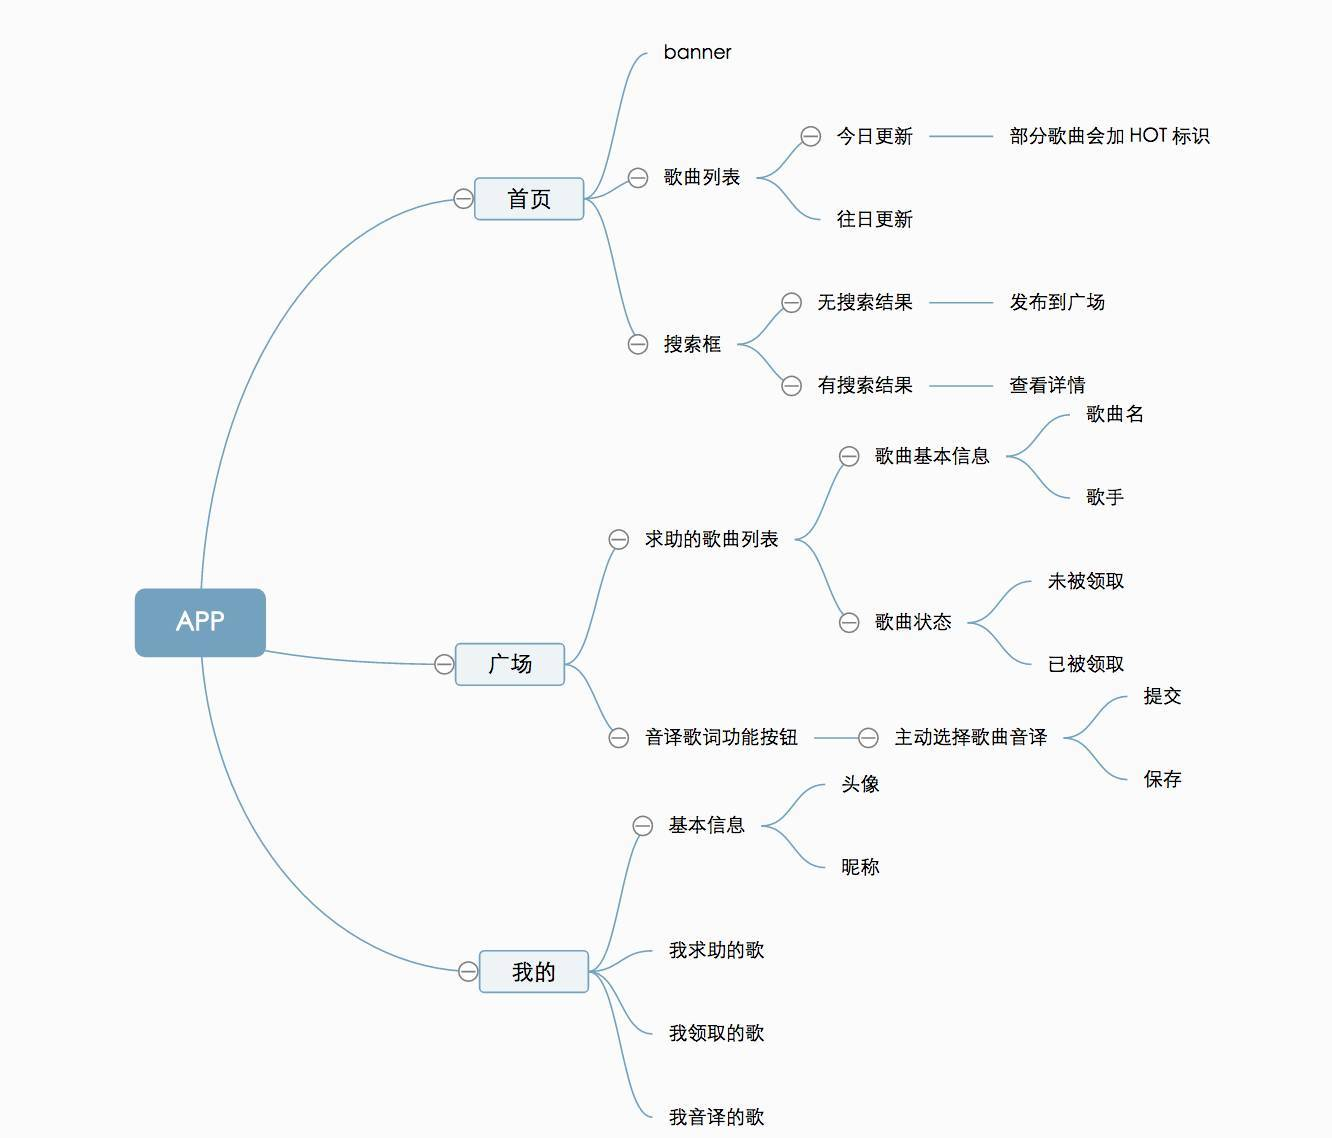 banner
今日更新
部分歌曲会加 HOT 标识
歌曲列表
首页
往日更新
无搜索结果
发布到广场
搜索框
有搜索结果
查看详情
歌曲名
歌曲基本信息
歌手
求助的歌曲列表
未被领取
APP
歌曲状态
广场
已被领取
提交
音译歌词功能按钮
主动选择歌曲音译
保存
头像
基本信息
昵称
我求助的歌
我的
我领取的歌
我音译的歌